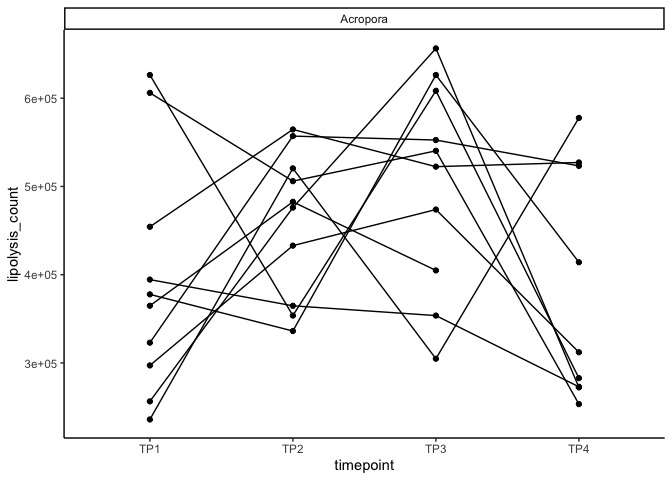 Acropora
6e+05
5e+05
4e+05
3e+05
lipolysis_count
TP1 TP2 TP3 TP4
timepoint